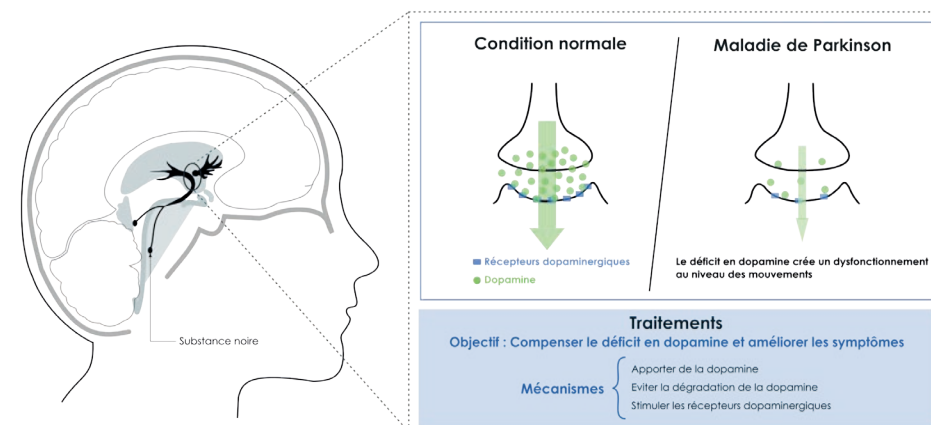 Condition normale
Maladie de Parkinson
Récepteurs dopaminergiques
Dopamine
Le déficit en dopamine crée un dysfonctionnement
au niveau des mouvements
Substance noire
Traitements
Objectif : Compenser le déficit en dopamine et améliorer les symptômes
Mécanismes
Apporter de la dopamine
Eviter la dégradation de la dopamine
Stimuler les récepteurs dopaminergiques